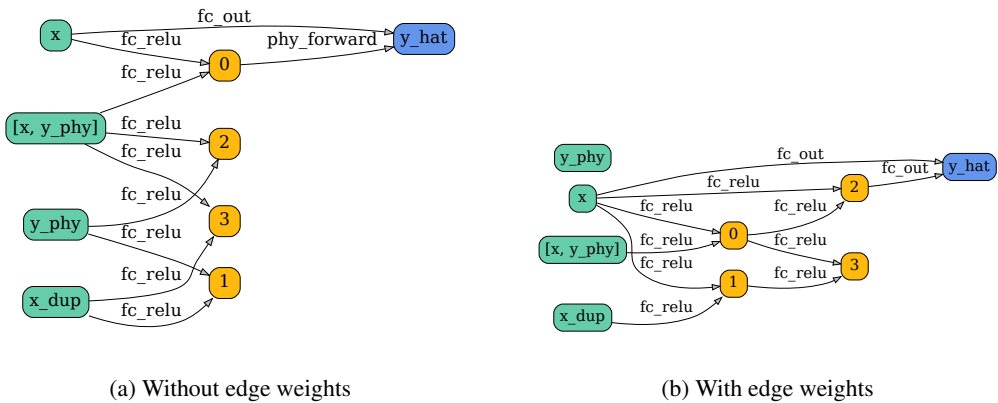 x
fc_out
fc_relu
phy_forward
y_hat
0
fc_relu
[x, y_phy]
fc_relu
2
fc_relu
fc_relu
y_phy
3
fc_relu
fc_relu
1
x_dup
fc_relu
(a) Without edge weights
y_phy
fc_out
y_hat
fc_out
x
fc_relu
2
fc_relu
fc_relu
0
[x, y_phy]
fc_relu
fc_relu
fc_relu
3
fc_relu
1
x_dup
fc_relu
(b) With edge weights